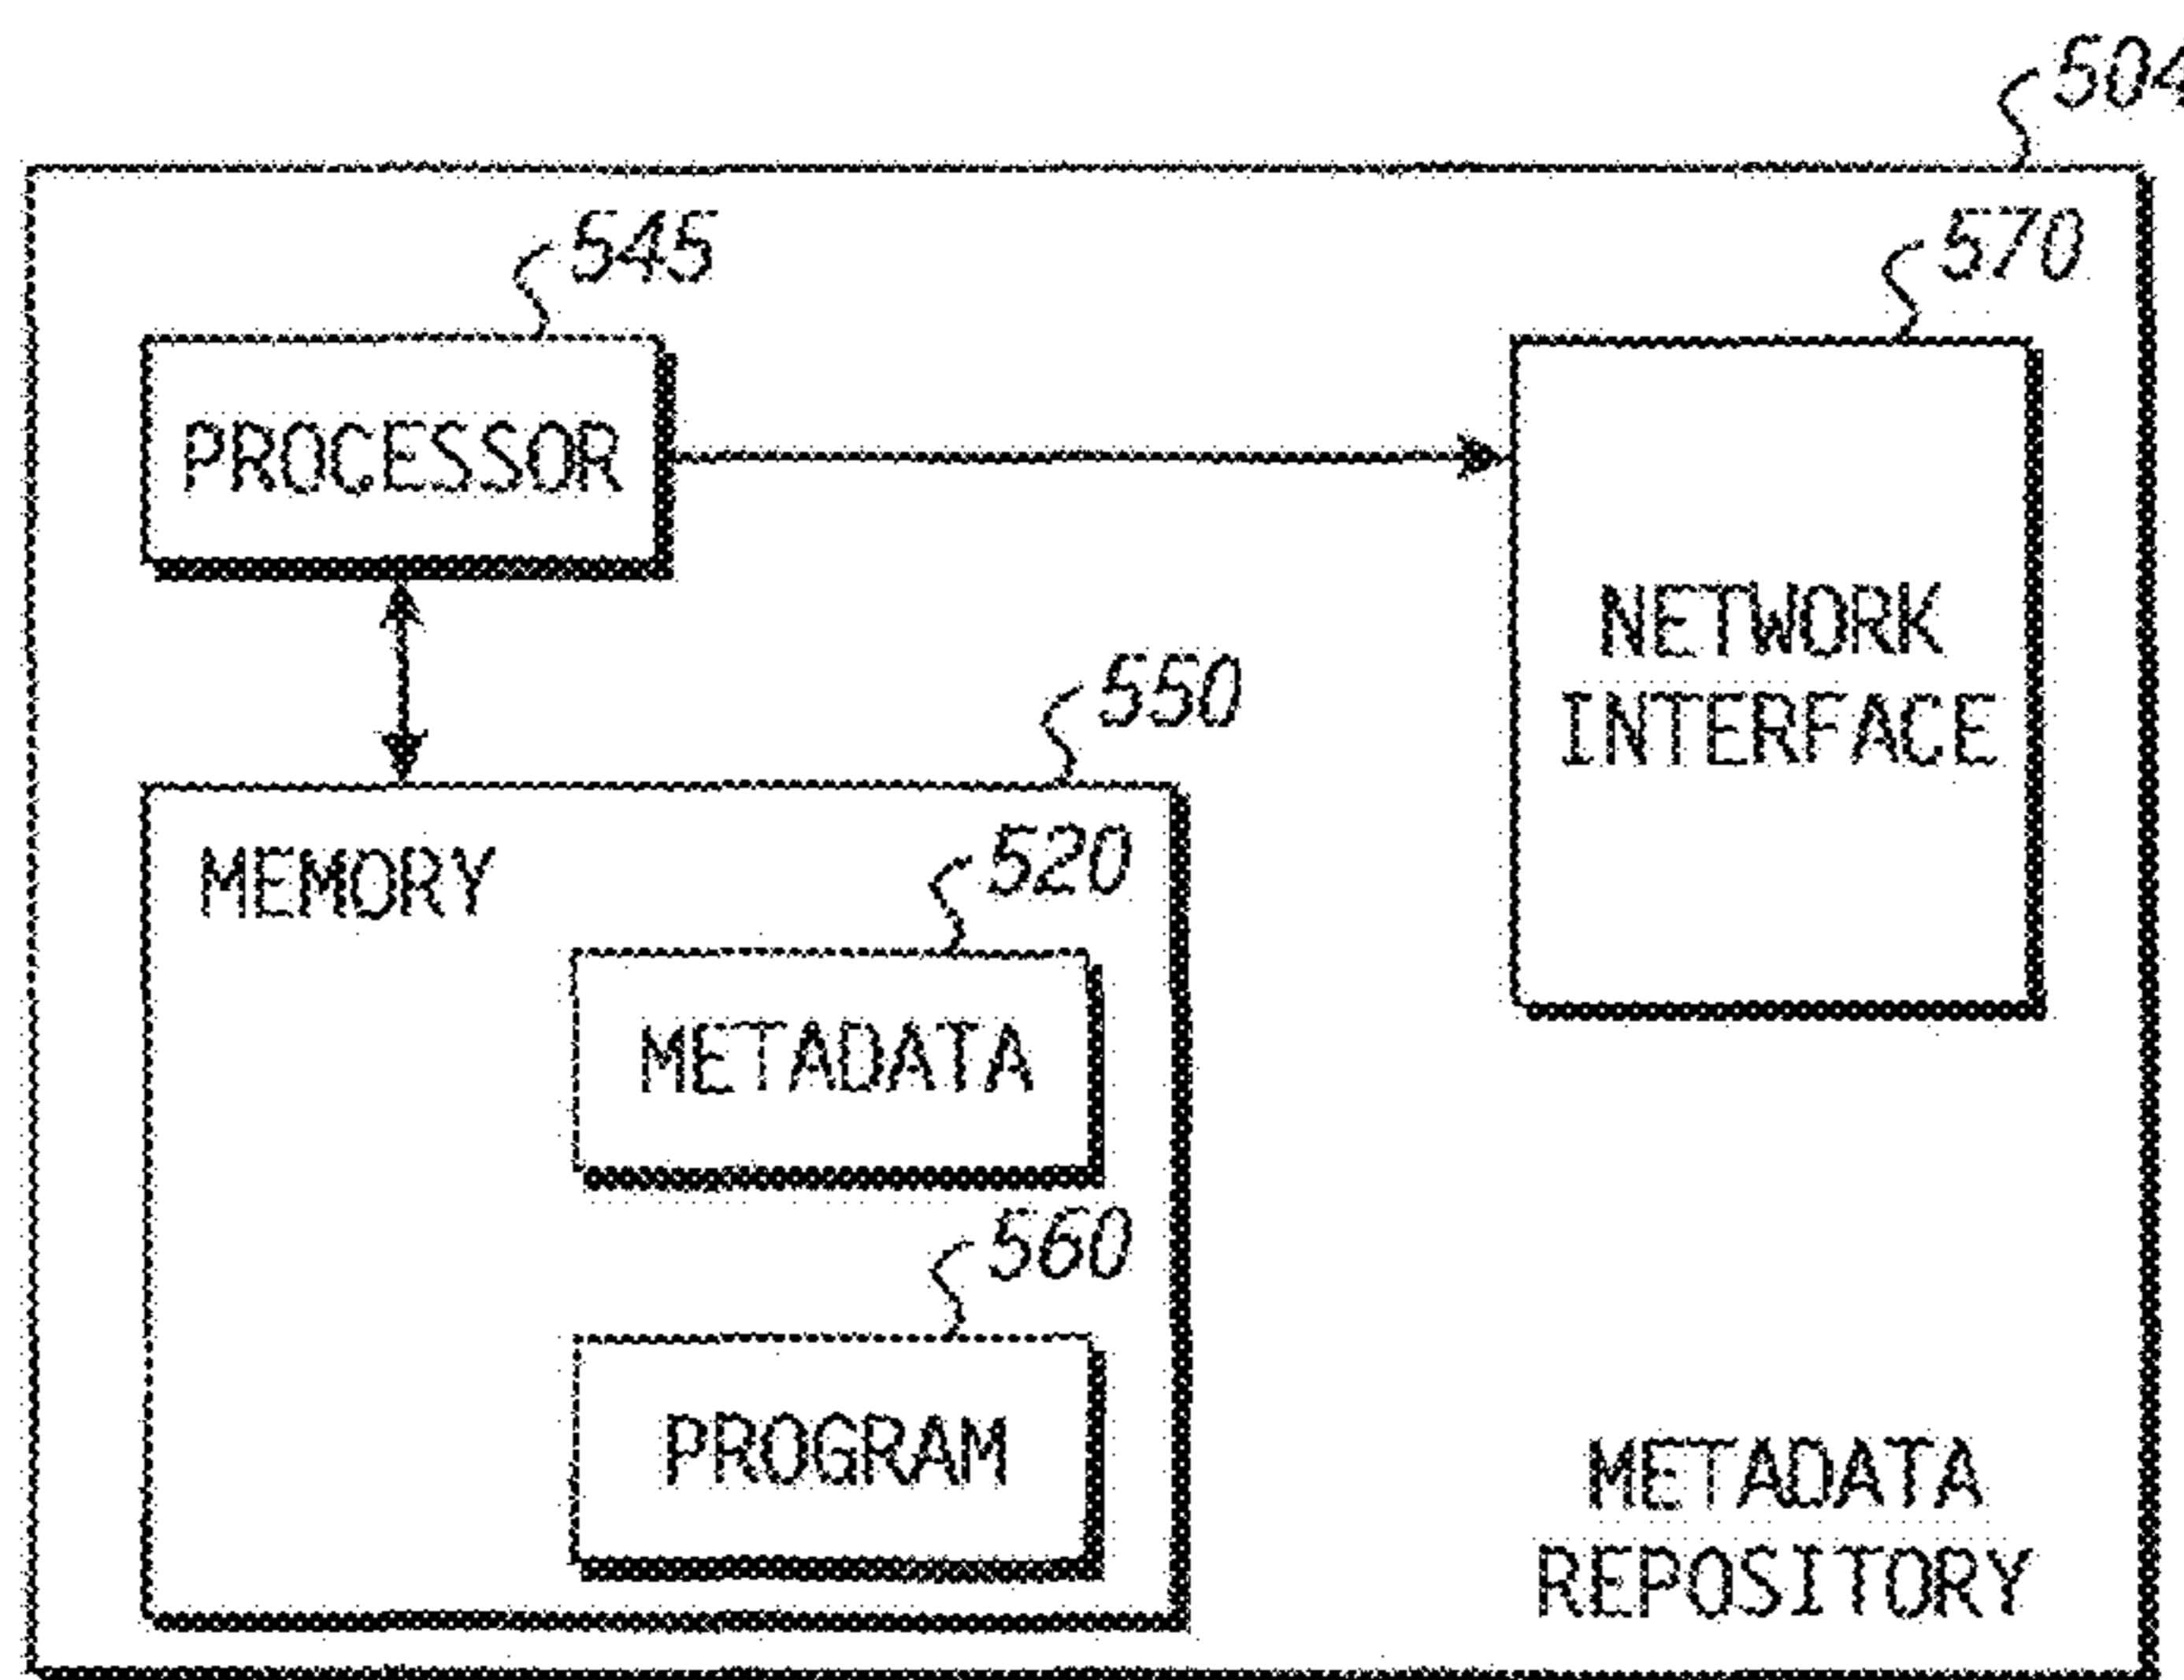 504
545
570
PROCESSOR
NETWORK
INTERFACE
550
MEMORY
520
METADATA
560
PROGRAM
METADATA
REPOSITORY